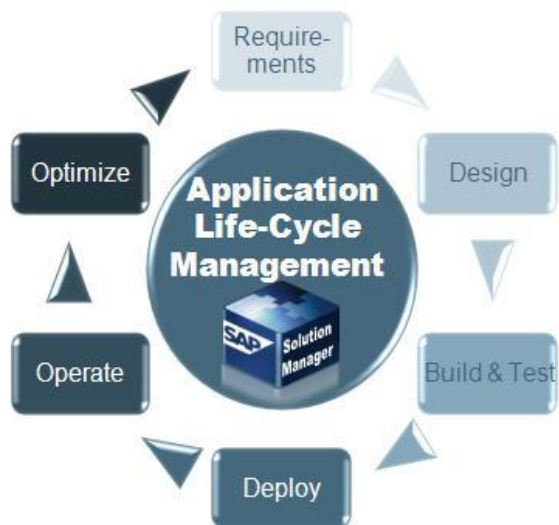 Require-
ments
Optimize
Design
Application
Life-Cycle
Management
SAP
Solution
Manager
Operate
Build & Test
Deploy